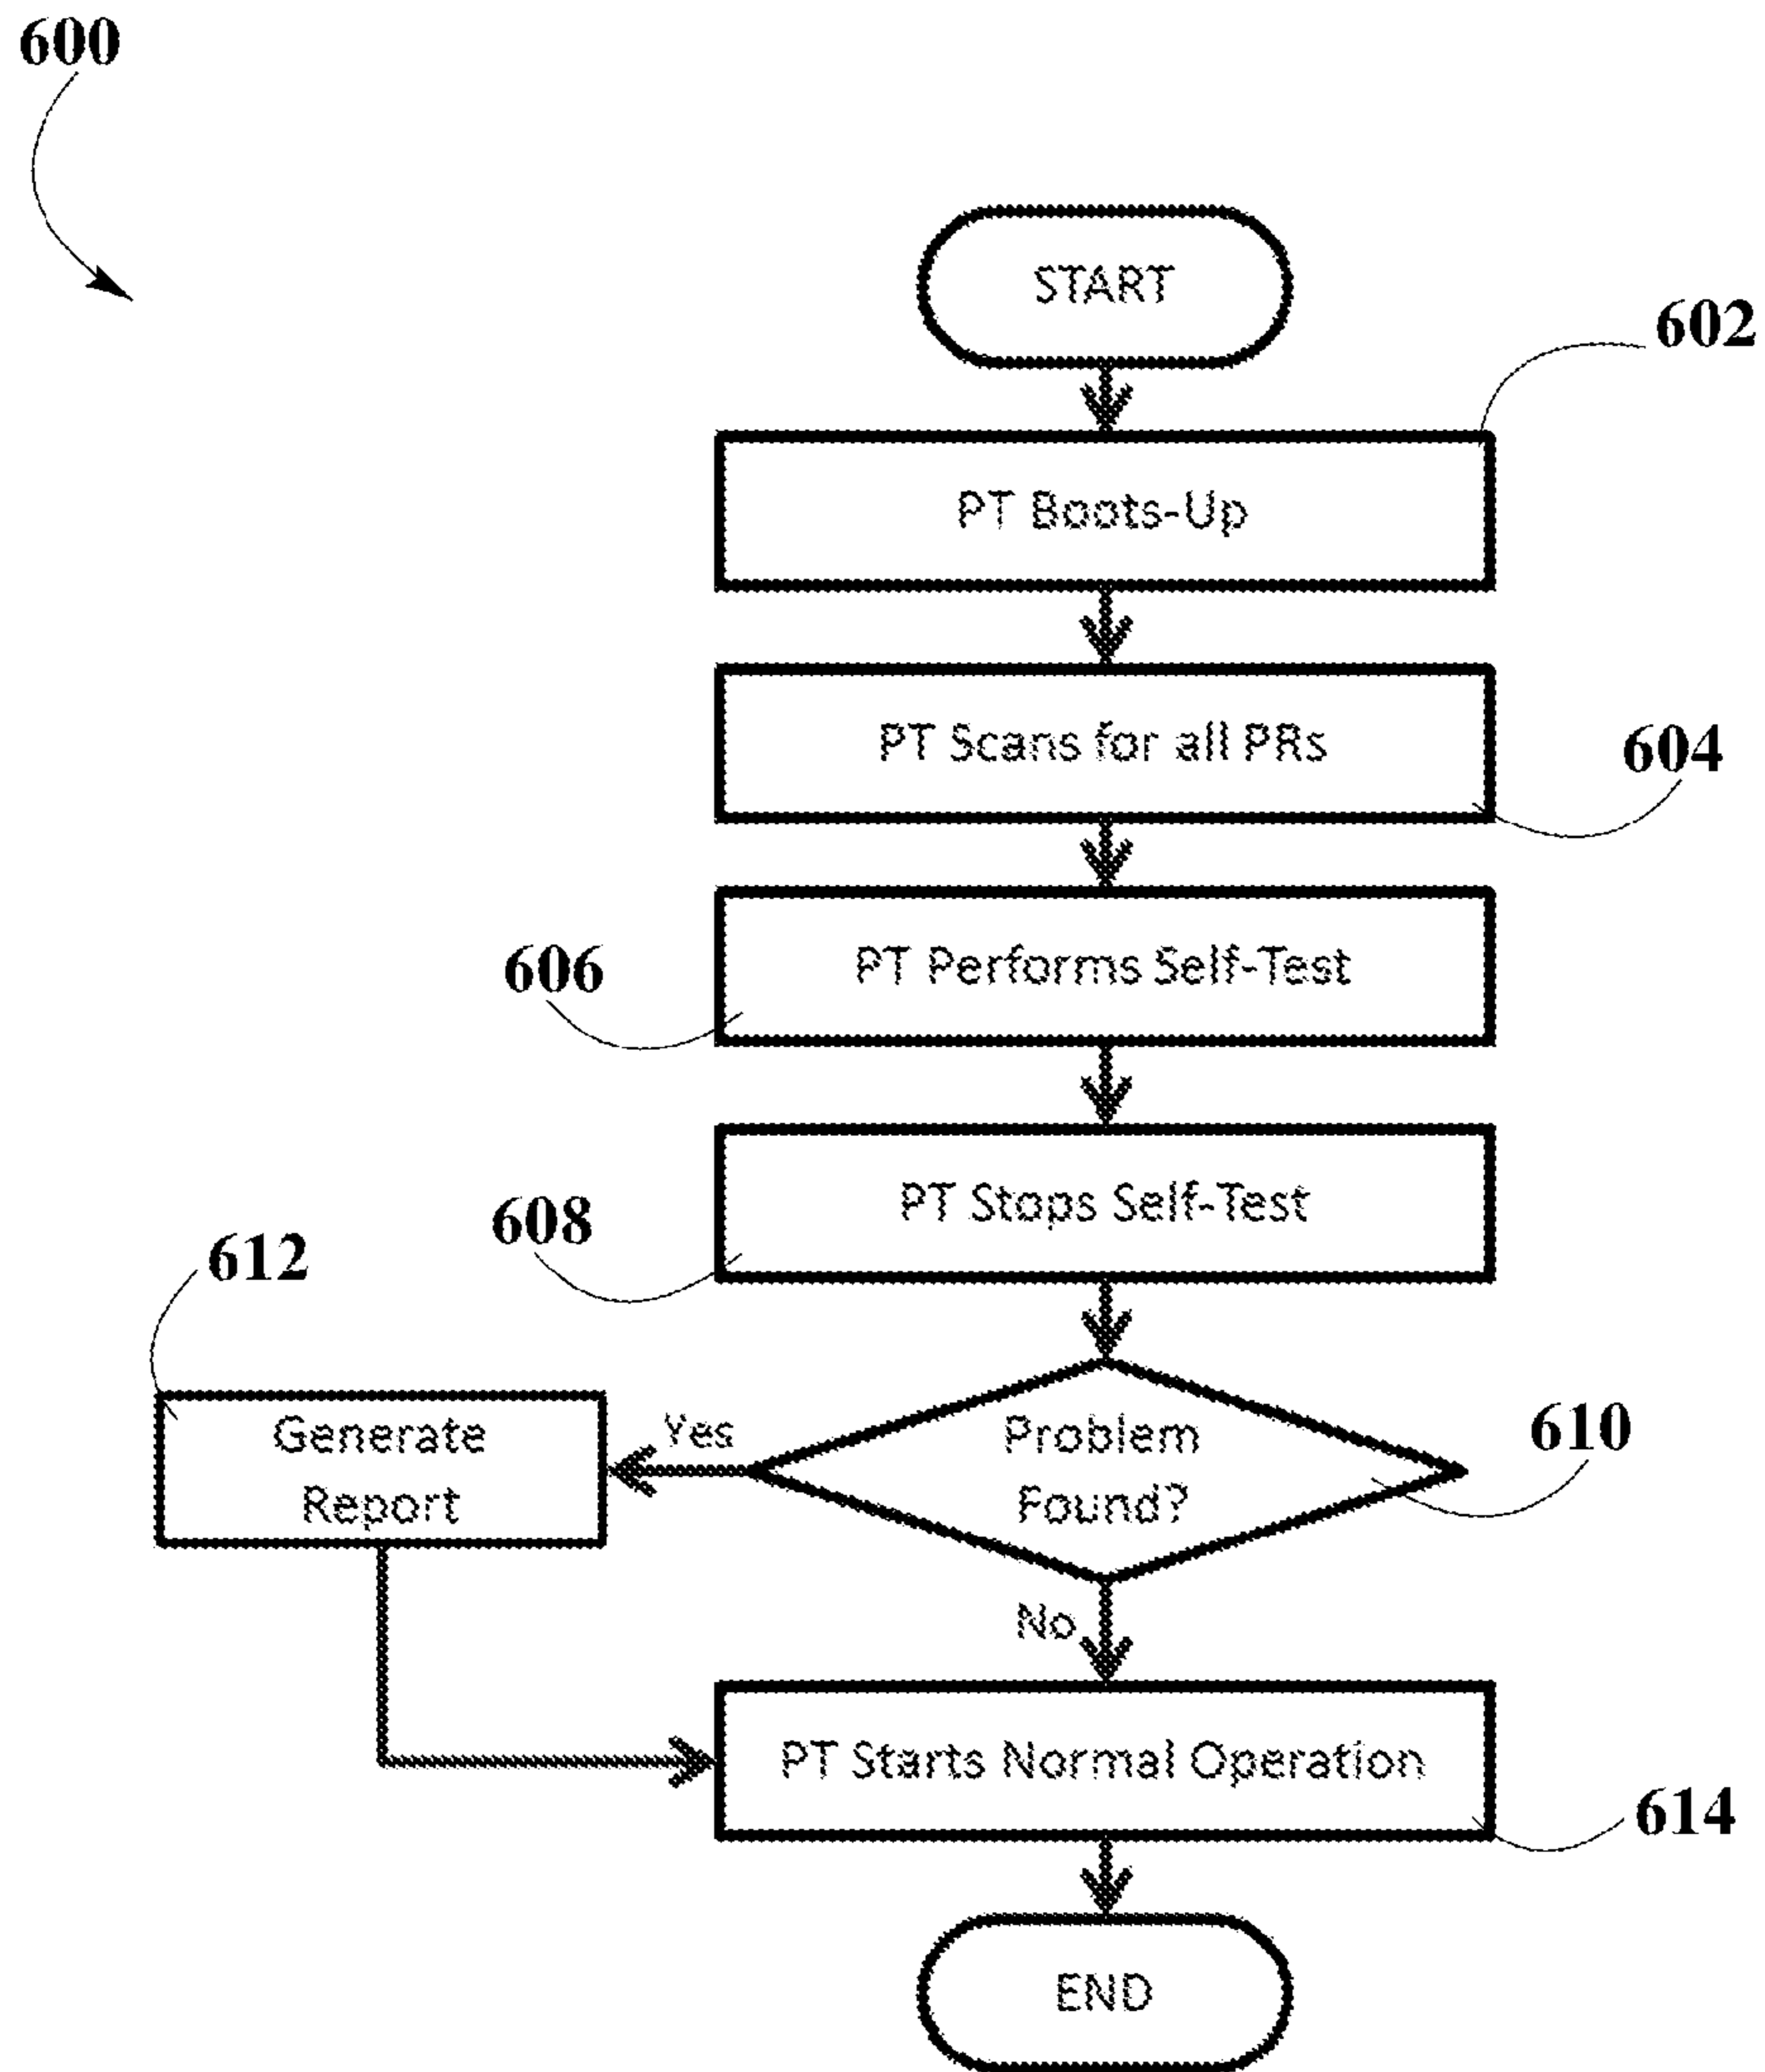 600
START
602
PT Boots-Up
PT Scans for all PRs
604
PT Performs Self-Test
606
PT Stops Self-Test
608
612
Generate
Report
Yes
Problem
Found?
610
No
PT Starts Normal Operation
614
END